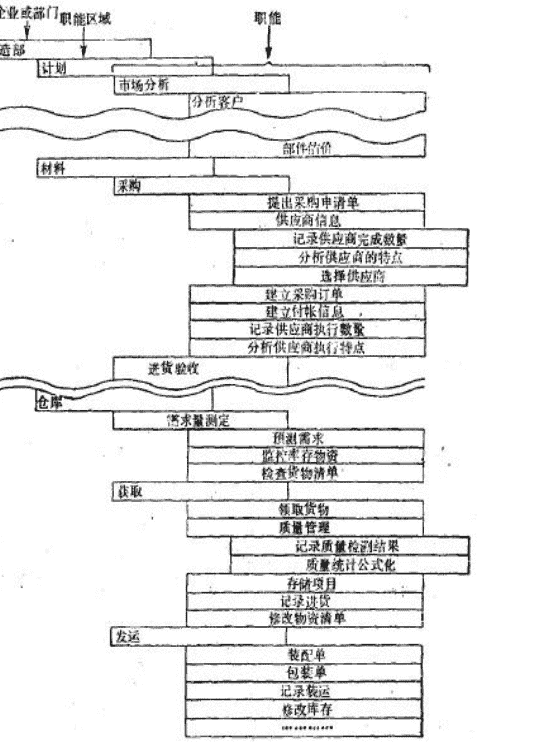 企业或部门 职能区域 职能
造部
计划
市场分析
分析客户
部件估价
材料
采购
提出采购申请单
供应商信息
记录供应商完成数量
分析供应商的特点
选择供应商
建立采购订单
建立付帐信息
记录供应商执行数量
分析供应商执行特点
进货验收
仓库
需求量测定
预测需求
监控库存物资
检查货物清单
获取
领取货物
质量管理
记录质量检测结果
质量统计公式化
存储项目
记录进货
修改物资清单
发运
装配单
包装单
记录装运
修改库存
………